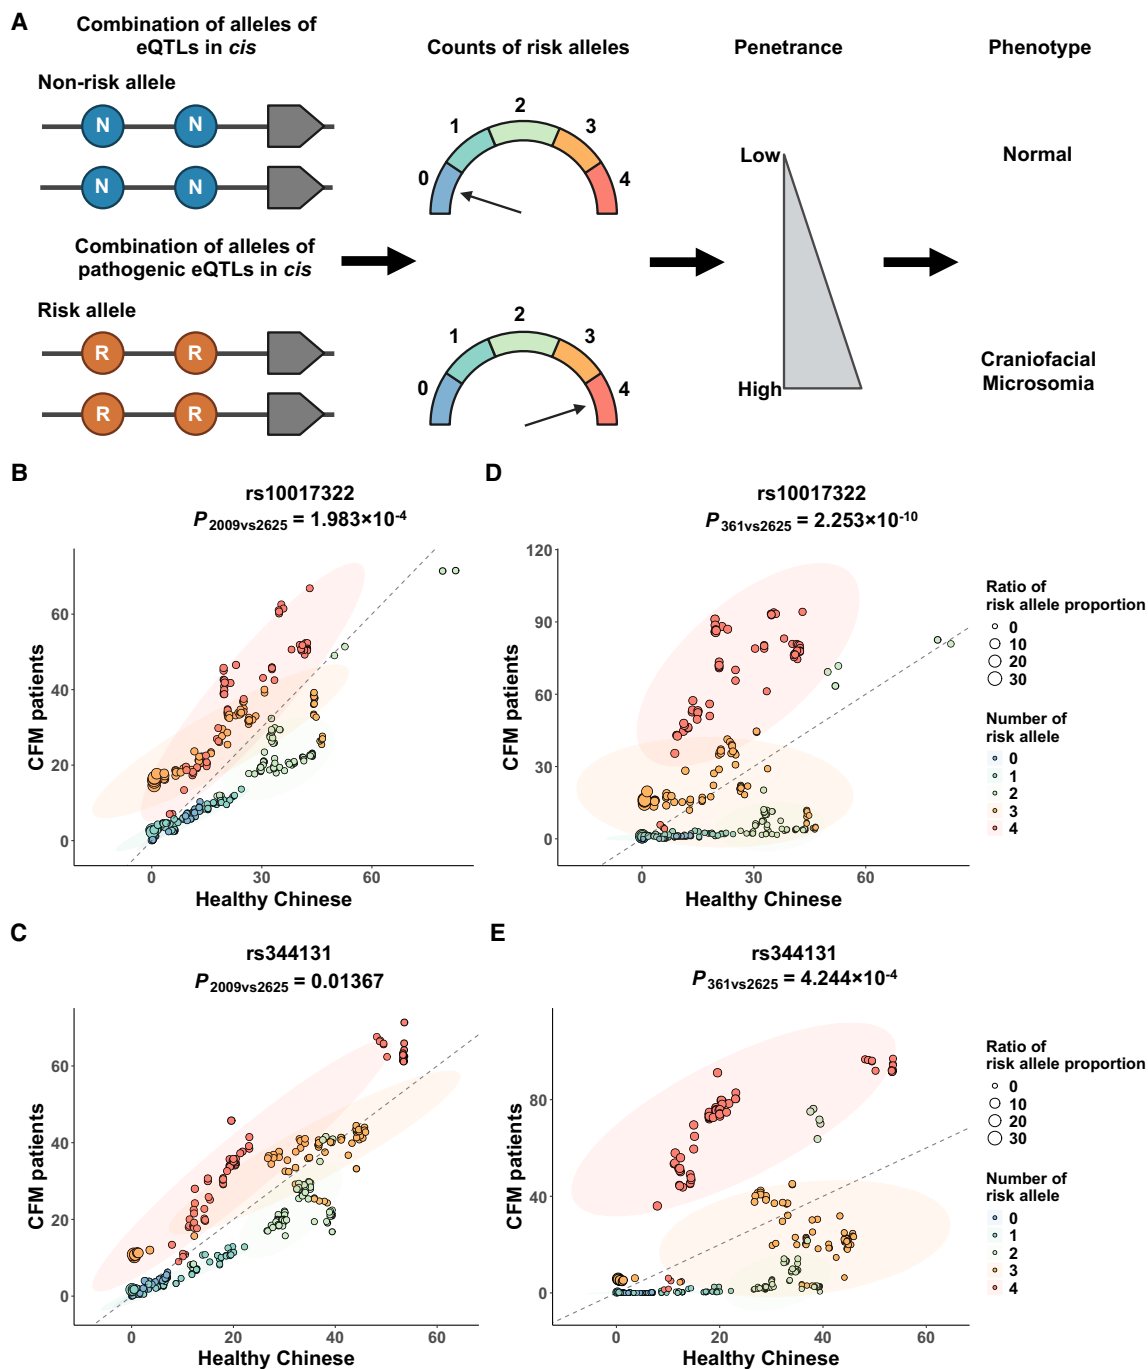 A
Combination of alleles of
eQTLs in cis
Counts of risk alleles
Penetrance
Phenotype
Non-risk allele
N N
N N
0 1 2 3 4
Low
Normal
Combination of alleles of
pathogenic eQTLs in cis
Risk allele
R R
R R
0 1 2 3 4
High
Craniofacial
Microsomia
B
rs10017322
P2009vs2625 = 1.983×10-4
CFM patients
60
40
20
0
0 30 60
Healthy Chinese
D
rs10017322
P361vs2625 = 2.253×10-10
CFM patients
120
90
60
30
0
0 30 60
Healthy Chinese
Ratio of
risk allele proportion
0
10
20
30
Number of
risk allele
0
1
2
3
4
C
rs344131
P2009vs2625 = 0.01367
CFM patients
60
40
20
0
0 20 40 60
Healthy Chinese
E
rs344131
P361vs2625 = 4.244×10-4
CFM patients
80
40
0
0 20 40 60
Healthy Chinese
Ratio of
risk allele proportion
0
10
20
30
Number of
risk allele
0
1
2
3
4